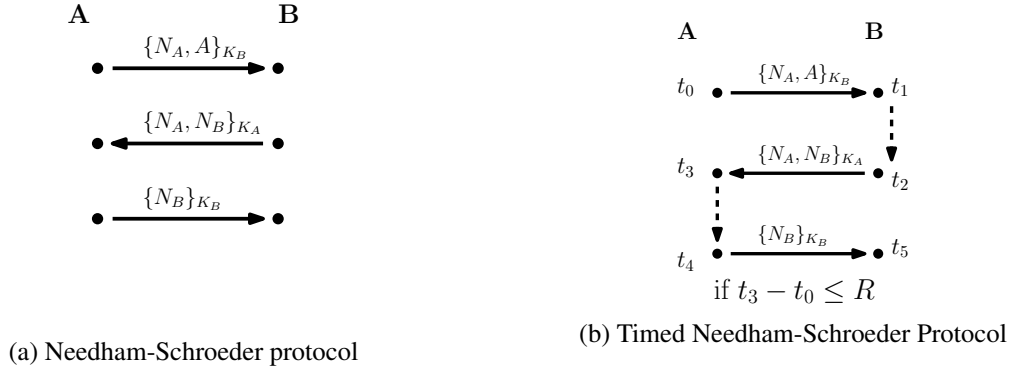 A B
{N_A, A}_{K_B}
{N_A, N_B}_{K_A}
{N_B}_{K_B}
(a) Needham-Schroeder protocol
A B
t_0 {N_A, A}_{K_B} t_1
t_3 {N_A, N_B}_{K_A} t_2
t_4 {N_B}_{K_B} t_5
if t_3 − t_0 ≤ R
(b) Timed Needham-Schroeder Protocol